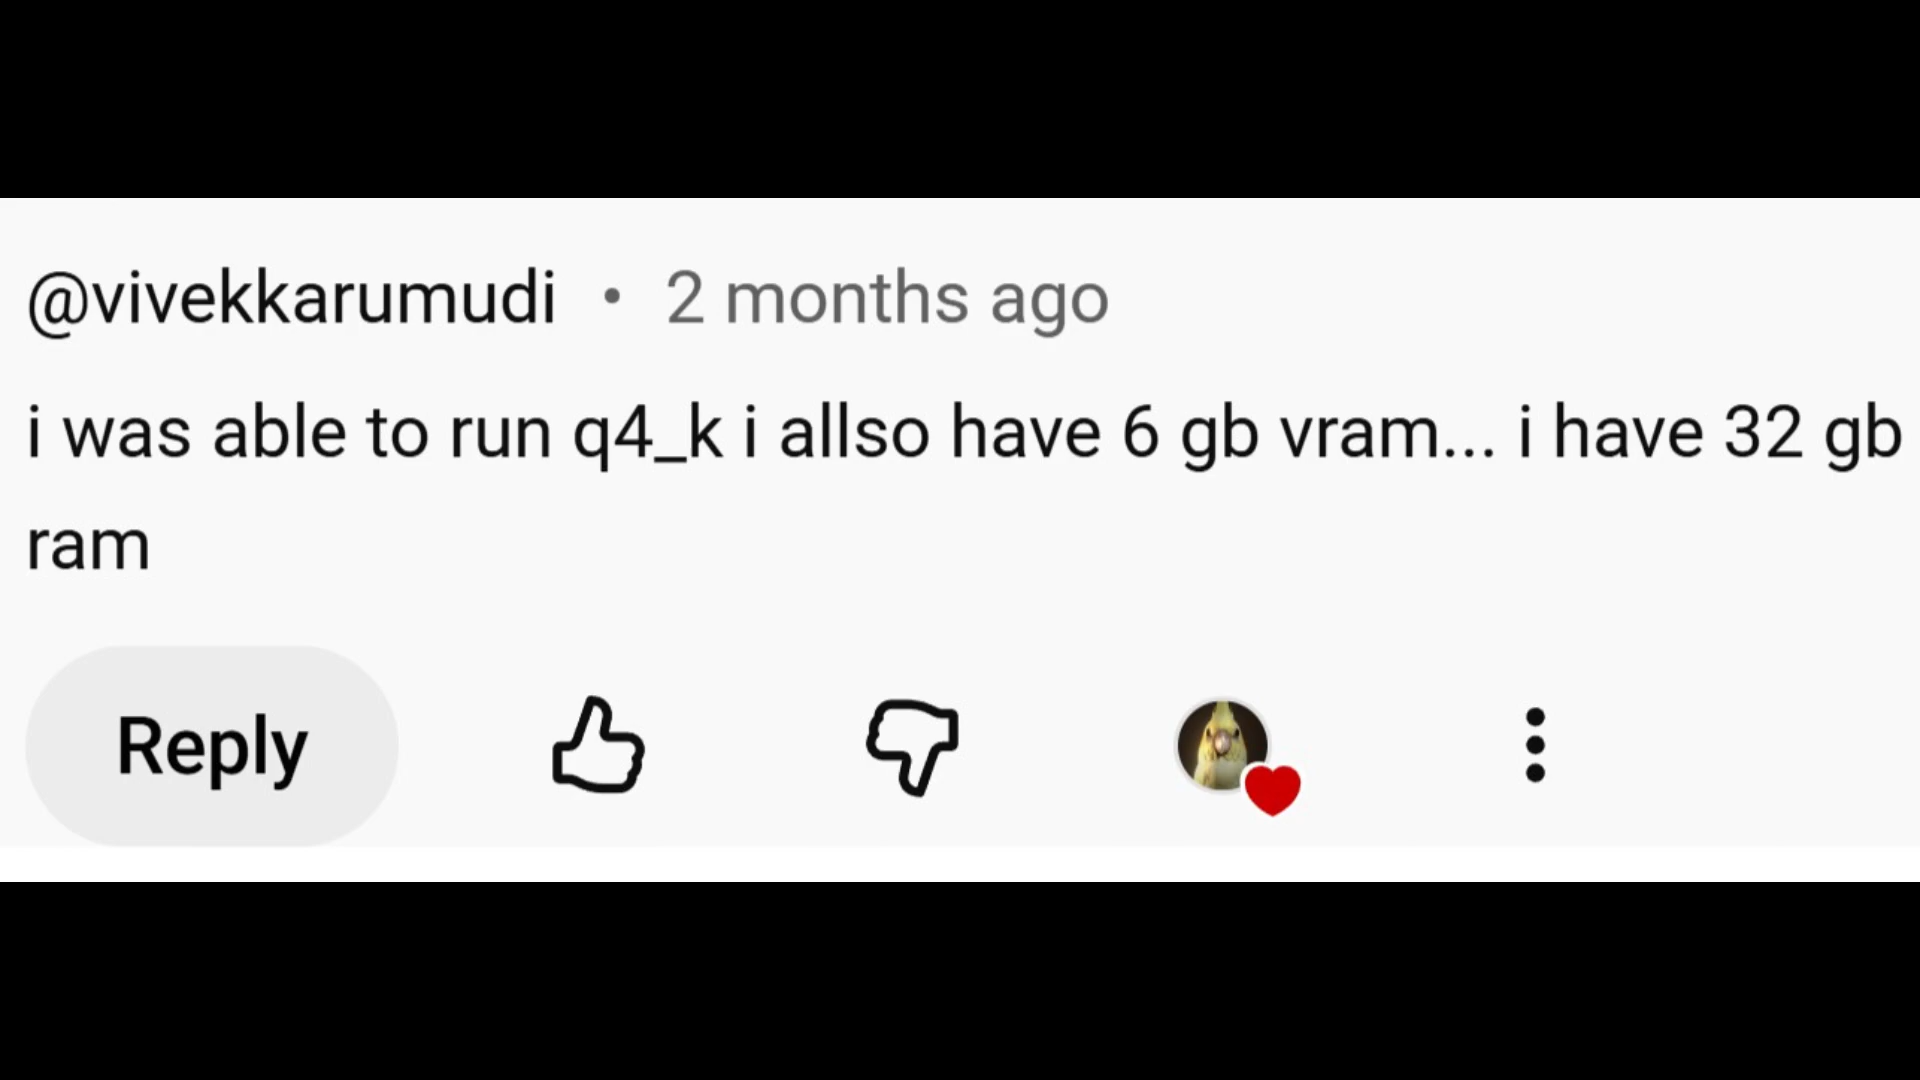 @vivekkarumudi • 2 months ago
i was able to run q4_k i allso have 6 gb vram... i have 32 gb
ram
Reply